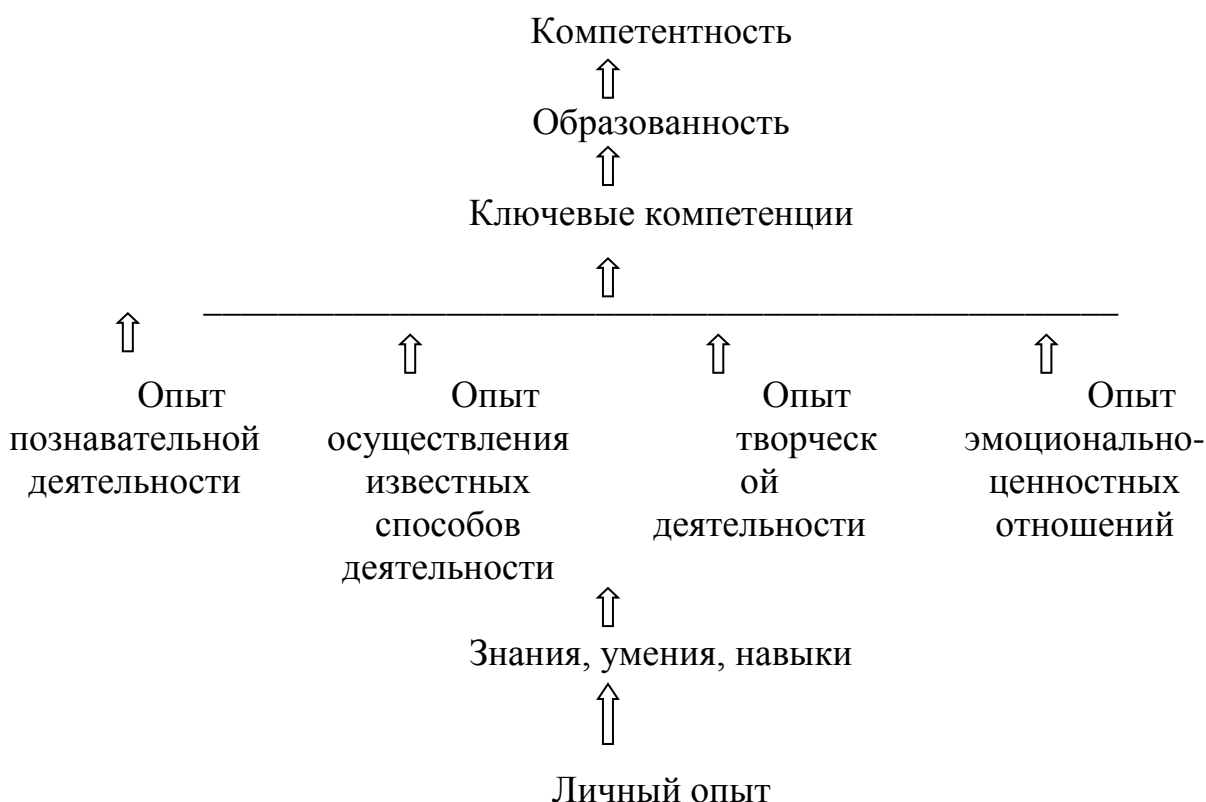 Компетентность
Образованность
Ключевые компетенции
Опыт
познавательной
деятельности
Опыт
осуществления
известных
способов
деятельности
Опыт
творческ
ой
деятельности
Опыт
эмоционально-
ценностных
отношений
Знания, умения, навыки
Личный опыт